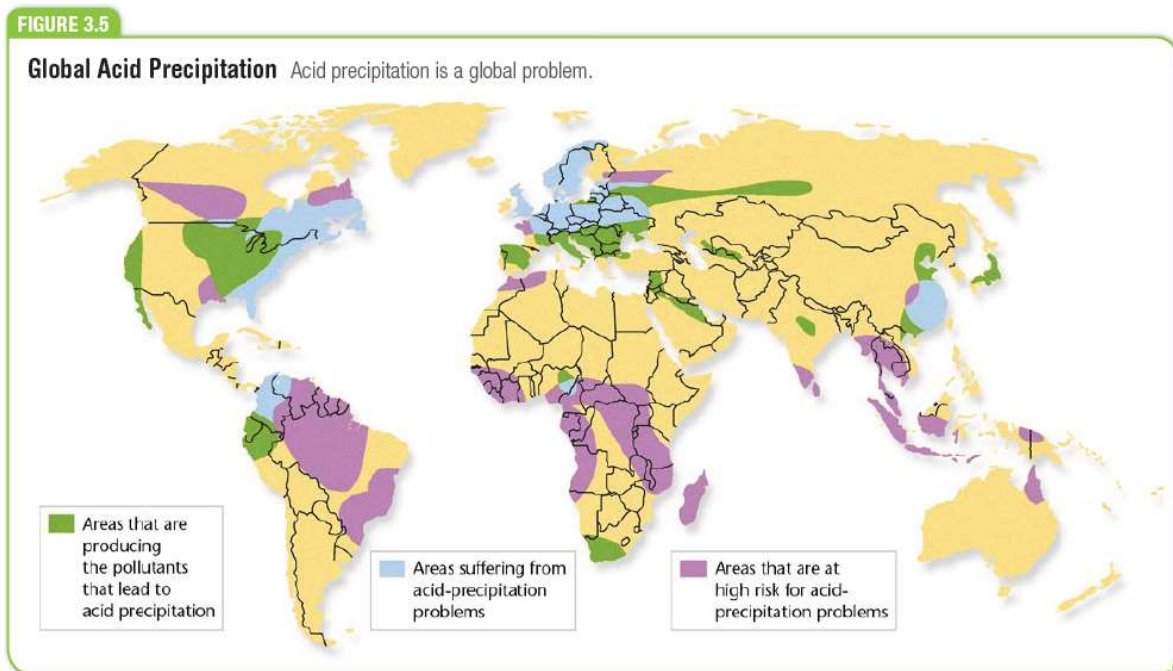 FIGURE 3.5
Global Acid Precipitation Acid precipitation is a global problem.
Areas that are
producing
the pollutants
that lead to
acid precipitation
Areas suffering from
acid-precipitation
problems
Areas that are at
high risk for acid-
precipitation problems